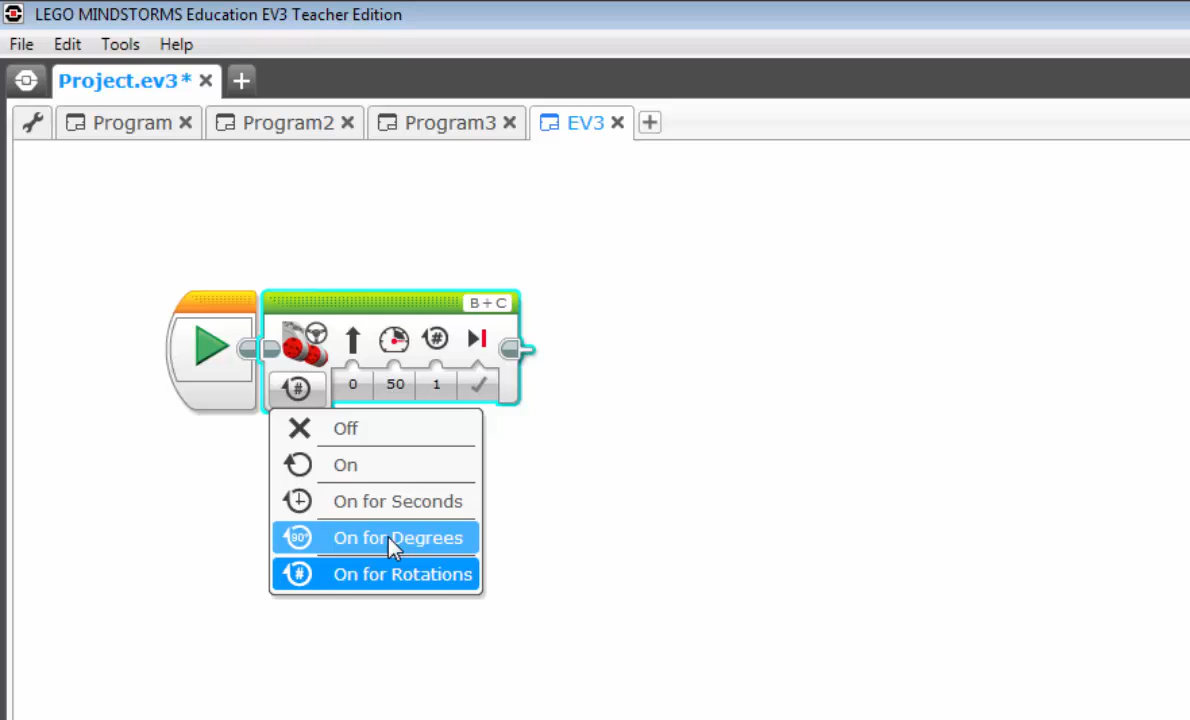 LEGO MINDSTORMS Education EV3 Teacher Edition
File Edit Tools Help
Project.ev3*
Program Program2 Program3 EV3
B+C
#
# 0 50 1
Off
On
On for Seconds
90° On for Degrees
# On for Rotations